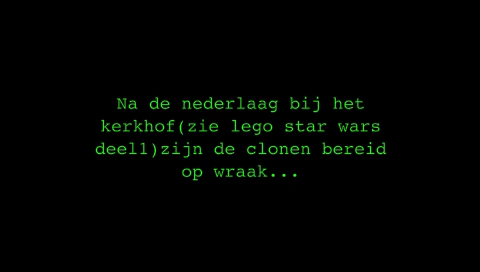 Na de nederlaag bij het
kerkhof(zie lego star wars
deel1)zijn de clonen bereid
op wraak...